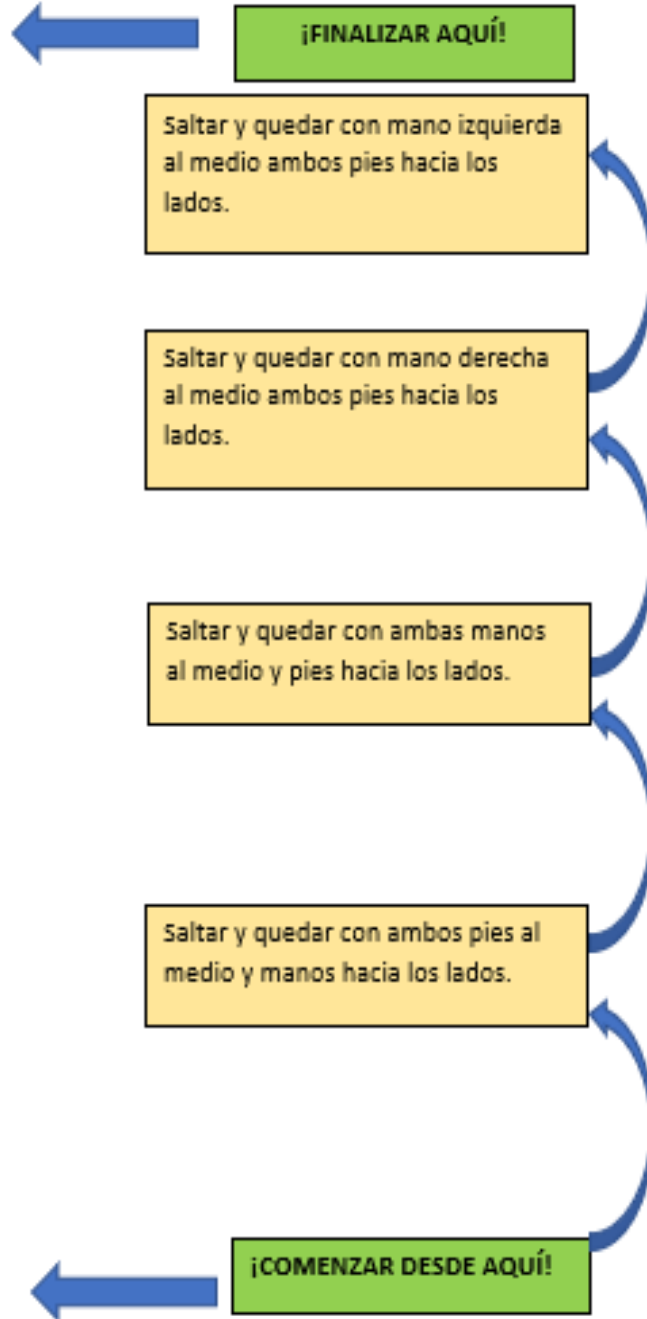 ¡FINALIZAR AQUÍ!
Saltar y quedar con mano izquierda
al medio ambos pies hacia los
lados.
Saltar y quedar con mano derecha
al medio ambos pies hacia los
lados.
Saltar y quedar con ambas manos
al medio y pies hacia los lados.
Saltar y quedar con ambos pies al
medio y manos hacia los lados.
¡COMENZAR DESDE AQUÍ!